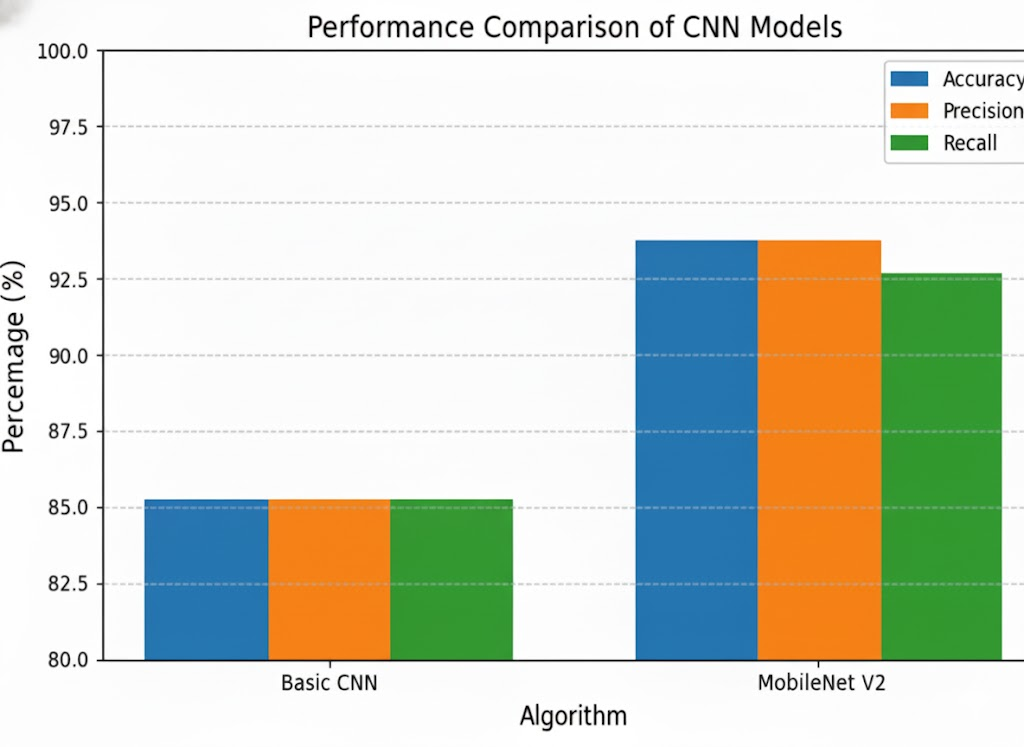 Performance Comparison of CNN Models
100.0
97.5
95.0
92.5
90.0
87.5
85.0
82.5
80.0
Percemage (%)
Accuracy
Precision
Recall
Basic CNN
MobileNet V2
Algorithm